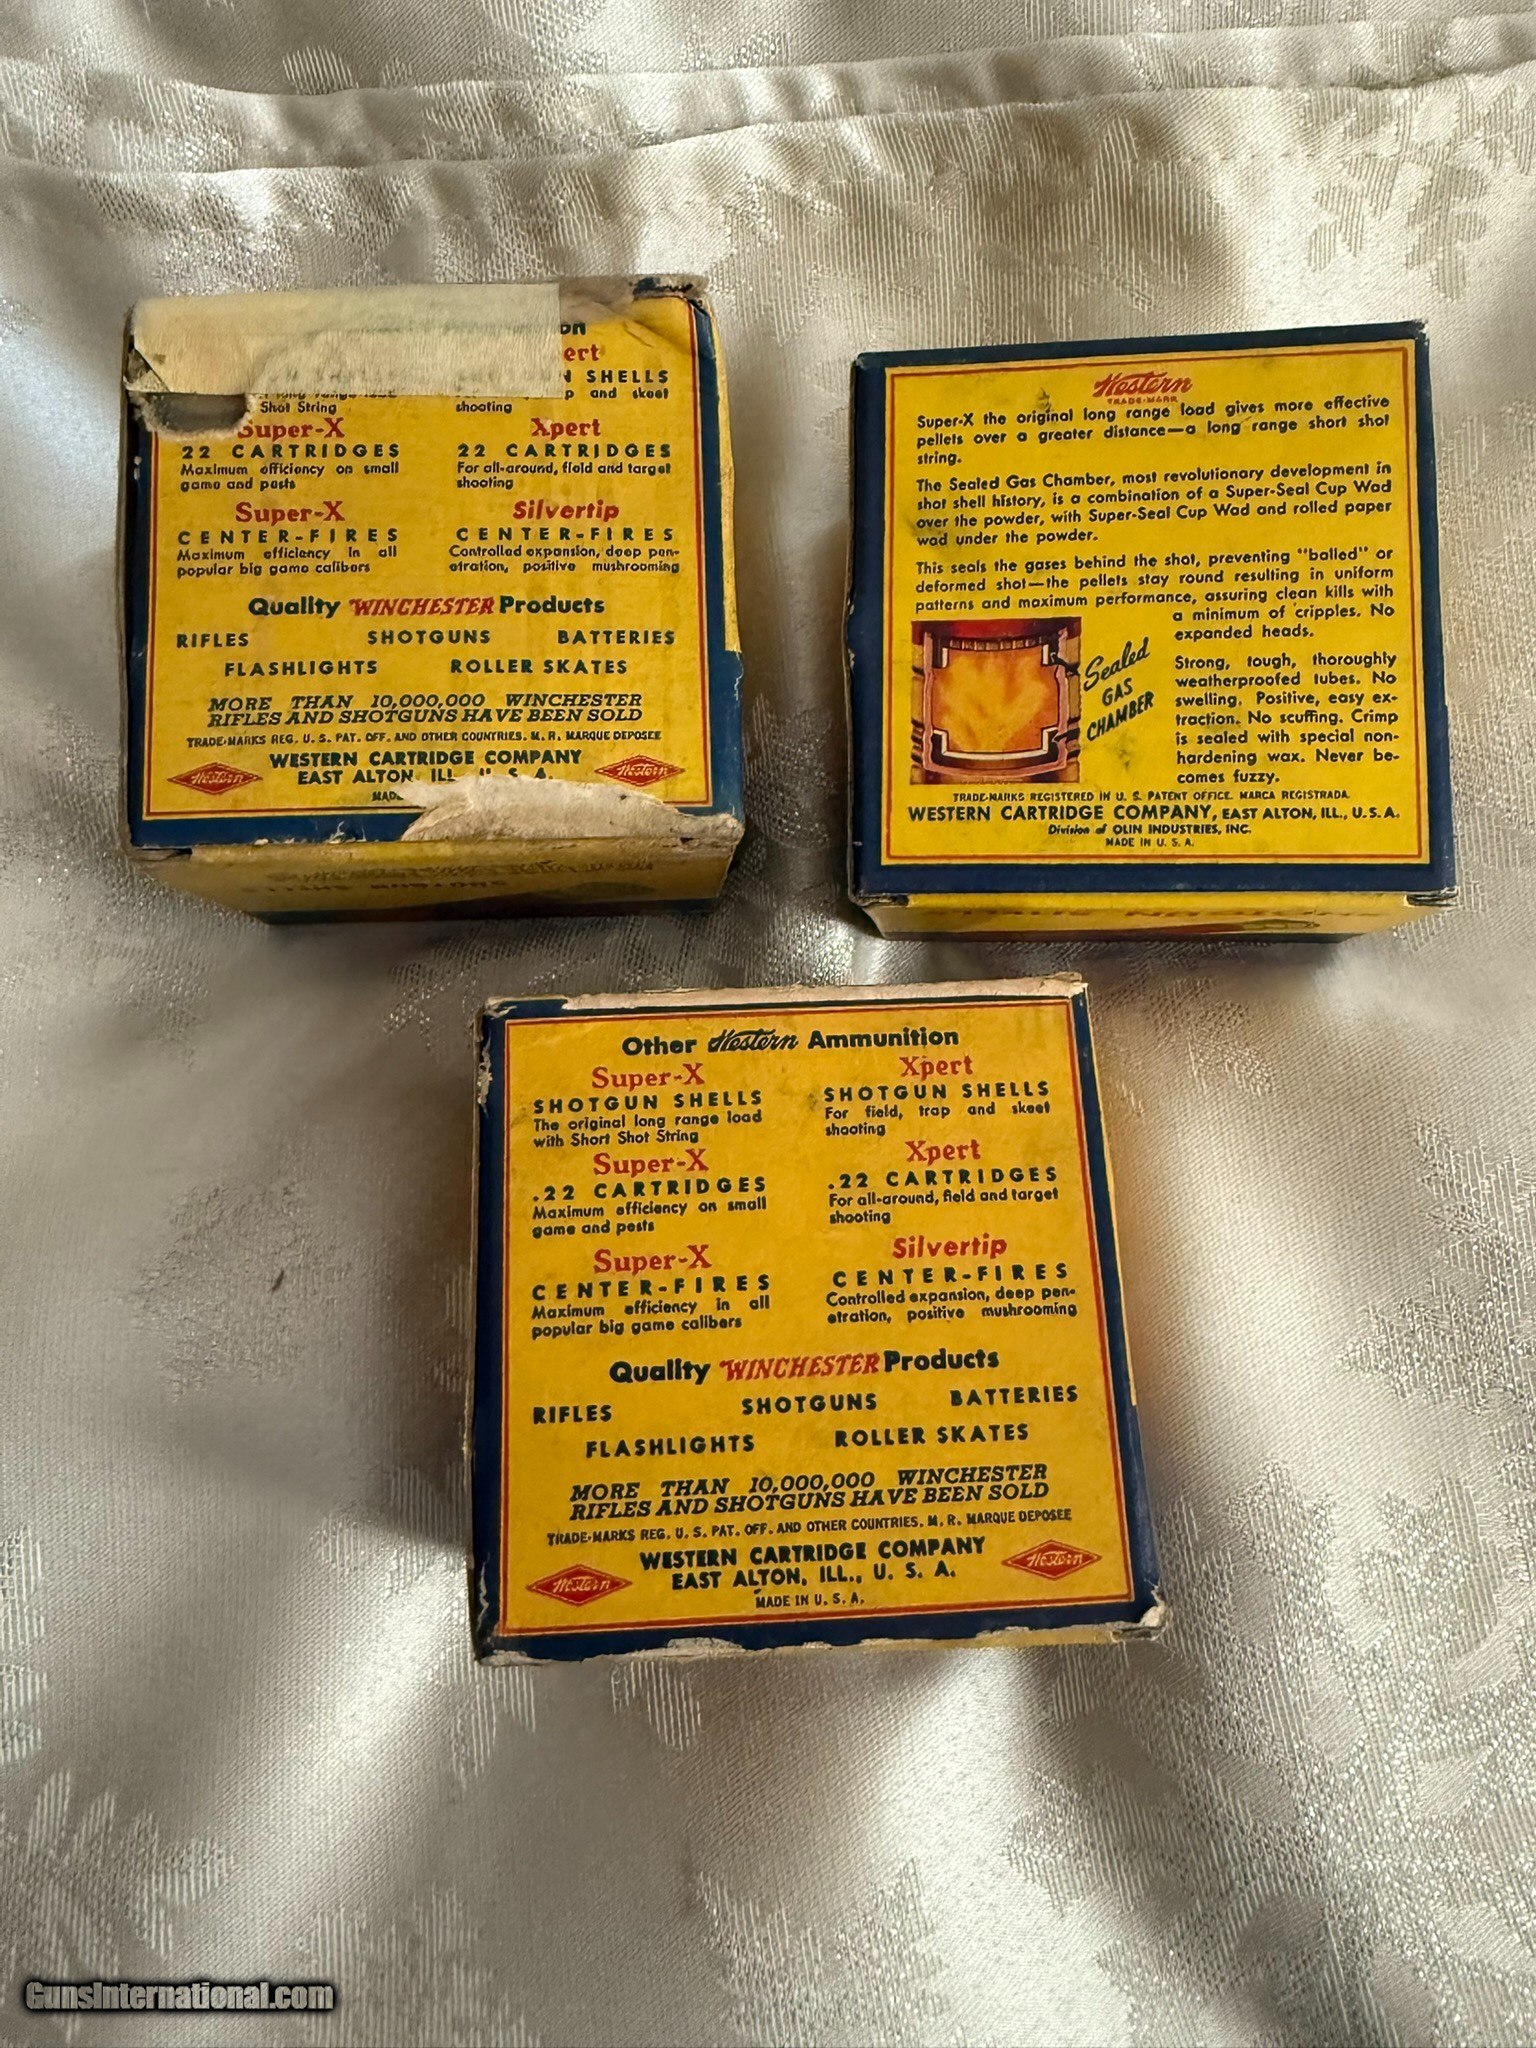 ert
SHELLS
and skeet
Shot String
shooting
Super-X
22 CARTRIDGES
Maximum efficiency on small
game and pests
Xpert
22 CARTRIDGES
For all-around, field and target
shooting
Super-X
CENTER-FIRES
Maximum efficiency in all
popular big game calibers
Silvertip
CENTER-FIRES
Controlled expansion, deep pen-
etration, positive mushrooming
Quality WINCHESTER Products
RIFLES SHOTGUNS BATTERIES
FLASHLIGHTS ROLLER SKATES
MORE THAN 10,000,000 WINCHESTER
RIFLES AND SHOTGUNS HAVE BEEN SOLD
TRADE-MARKS REG. U. S. PAT. OFF. AND OTHER COUNTRIES. M. R. MARQUE DEPOSEE
WESTERN CARTRIDGE COMPANY
EAST ALTON, ILL., U. S. A.
Western
Western
MADE
Western
TRADE-MARK
Super-X the original long range load gives more effective
pellets over a greater distance—a long range short shot
string.
The Sealed Gas Chamber, most revolutionary development in
shot shell history, is a combination of a Super-Seal Cup Wad
over the powder, with Super-Seal Cup Wad and rolled paper
wad under the powder.
This seals the gases behind the shot, preventing "balled" or
deformed shot—the pellets stay round resulting in uniform
patterns and maximum performance, assuring clean kills with
a minimum of cripples. No
expanded heads.
Sealed
GAS
CHAMBER
Strong, tough, thoroughly
weatherproofed tubes. No
swelling. Positive, easy ex-
traction. No scuffing. Crimp
is sealed with special non-
hardening wax. Never be-
comes fuzzy.
TRADE-MARKS REGISTERED IN U. S. PATENT OFFICE. MARCA REGISTRADA
WESTERN CARTRIDGE COMPANY, EAST ALTON, ILL., U.S.A.
Division of OLIN INDUSTRIES, INC.
MADE IN U. S. A.
Other Western Ammunition
Super-X
SHOTGUN SHELLS
The original long range load
with Short Shot String
Xpert
SHOTGUN SHELLS
For field, trap and skeet
shooting
Super-X
.22 CARTRIDGES
Maximum efficiency on small
game and pests
Xpert
.22 CARTRIDGES
For all-around, field and target
shooting
Super-X
CENTER-FIRES
Maximum efficiency in all
popular big game calibers
Silvertip
CENTER-FIRES
Controlled expansion, deep pen-
etration, positive mushrooming
Quality WINCHESTER Products
RIFLES SHOTGUNS BATTERIES
FLASHLIGHTS ROLLER SKATES
MORE THAN 10,000,000 WINCHESTER
RIFLES AND SHOTGUNS HAVE BEEN SOLD
TRADE-MARKS REG. U. S. PAT. OFF. AND OTHER COUNTRIES. M. R. MARQUE DEPOSEE
WESTERN CARTRIDGE COMPANY
EAST ALTON, ILL., U. S. A.
Western
Western
MADE IN U. S. A.
GunsInternational.com